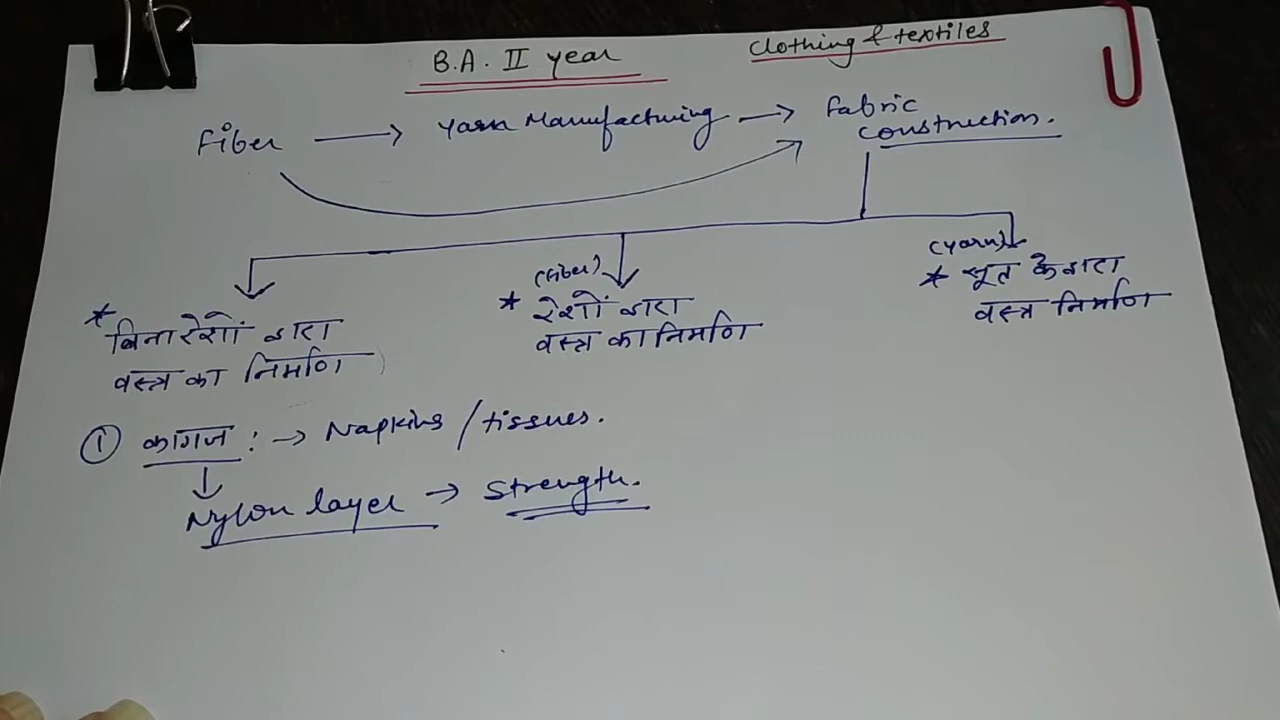 B.A. II year
Clothing & textiles
Fiber → Yarn Manufacturing → Fabric
construction.
* बिना रेशों द्वारा
वस्त्र का निर्माण
(Fiber)
* रेशों द्वारा
वस्त्र का निर्माण
(Yarn)
* सूत के द्वारा
वस्त्र निर्माण
① कागज :→ Napkins / tissues.
↓
Nylon layer → Strength.